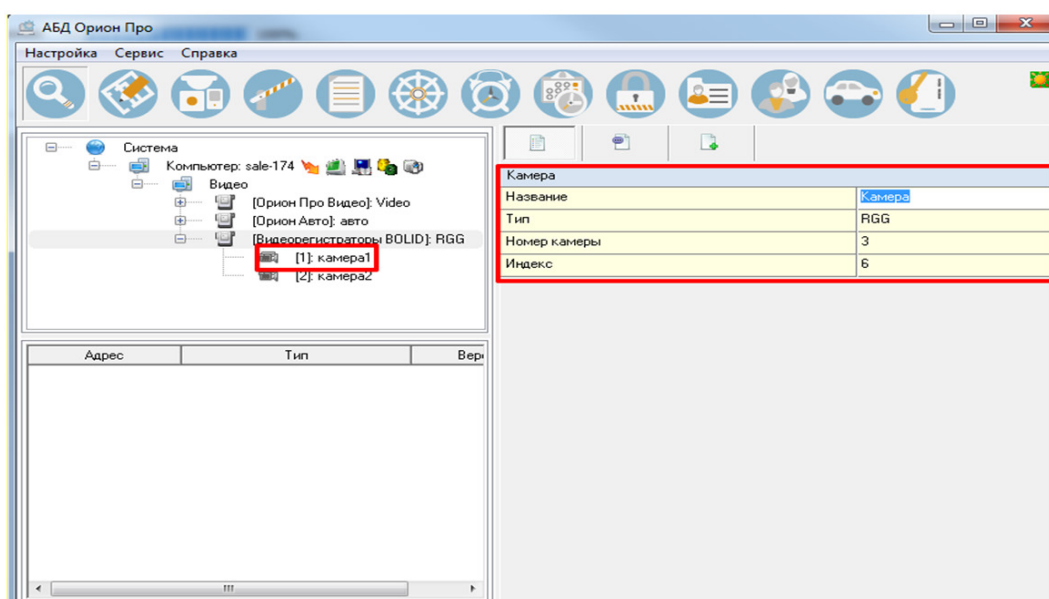 АБД Орион Про
Настройка Сервис Справка
Система
Компьютер: sale-174
Видео
[Орион Про Видео]: Video
[Орион Авто]: авто
[Видеорегистраторы BOLID]: RGG
[1]: камера1
[2]: камера2
Адрес Тип Верс
Камера
Название Камера
Тип RGG
Номер камеры 3
Индекс 6